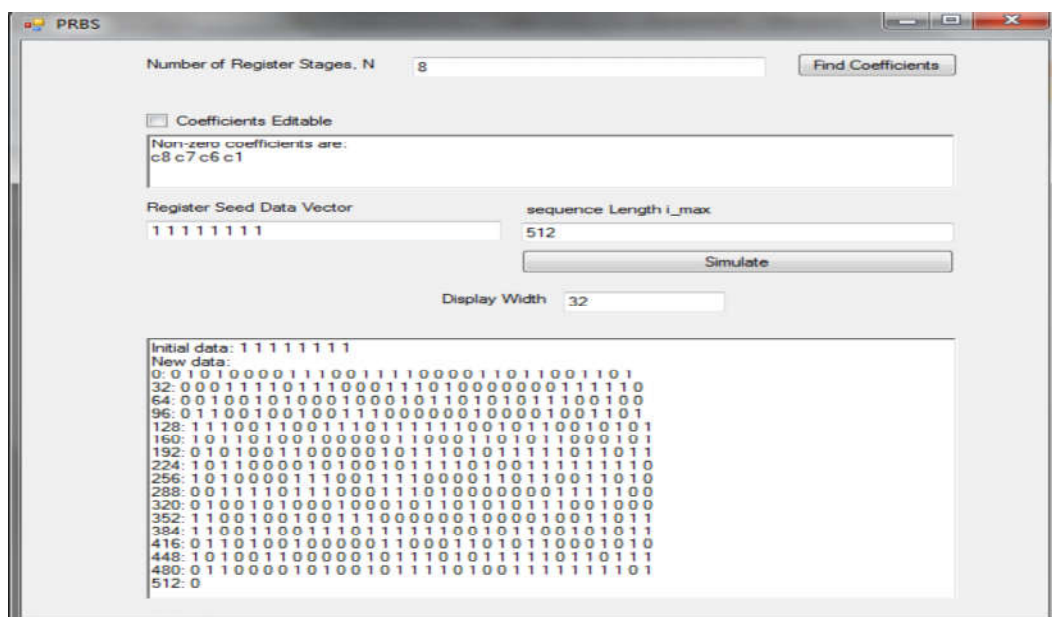 PRBS
Number of Register Stages, N 8 Find Coefficients
Coefficients Editable
Non-zero coefficients are:
c8 c7 c6 c1
Register Seed Data Vector sequence Length i_max
1 1 1 1 1 1 1 1 512
Simulate
Display Width 32
Initial data: 1 1 1 1 1 1 1 1
New data:
0: 0 1 0 1 0 0 0 0 1 1 1 0 0 1 1 1 1 0 0 0 0 1 1 0 1 1 0 0 1 1 0 1
32: 0 0 0 1 1 1 1 0 1 1 1 0 0 0 1 1 1 0 1 0 0 0 0 0 0 0 1 1 1 1 1 0
64: 0 0 1 0 0 1 0 1 0 0 0 1 0 0 0 1 0 1 1 0 1 0 1 0 1 1 1 0 0 1 0 0
96: 0 1 1 0 0 1 0 0 1 0 0 1 1 1 0 0 0 0 0 0 1 0 0 0 0 1 0 0 1 1 0 1
128: 1 1 1 0 0 1 1 0 0 1 1 1 0 1 1 1 1 1 1 0 0 1 0 1 1 0 0 1 0 1 0 1
160: 1 0 1 1 0 1 0 0 1 0 0 0 0 0 1 1 0 0 0 1 1 0 1 0 1 1 0 0 0 1 0 1
192: 0 1 0 1 0 0 1 1 0 0 0 0 0 1 0 1 1 1 0 1 0 1 1 1 1 1 0 1 1 0 1 1
224: 1 0 1 1 0 0 0 0 1 0 1 0 0 1 0 1 1 1 1 0 1 0 0 1 1 1 1 1 1 1 1 0
256: 1 0 1 0 0 0 0 1 1 1 0 0 1 1 1 1 0 0 0 0 1 1 0 1 1 0 0 1 1 0 1 0
288: 0 0 1 1 1 1 0 1 1 1 0 0 0 1 1 1 0 1 0 0 0 0 0 0 0 1 1 1 1 1 0 0
320: 0 1 0 0 1 0 1 0 0 0 1 0 0 0 1 0 1 1 0 1 0 1 0 1 1 1 0 0 1 0 0 0
352: 1 1 0 0 1 0 0 1 0 0 1 1 1 0 0 0 0 0 0 1 0 0 0 0 1 0 0 1 1 0 1 1
384: 1 1 0 0 1 1 0 0 1 1 1 0 1 1 1 1 1 1 0 0 1 0 1 1 0 0 1 0 1 0 1 1
416: 0 1 1 0 1 0 0 1 0 0 0 0 0 1 1 0 0 0 1 1 0 1 0 1 1 0 0 0 1 0 1 0
448: 1 0 1 0 0 1 1 0 0 0 0 0 1 0 1 1 1 0 1 0 1 1 1 1 1 0 1 1 0 1 1 1
480: 0 1 1 0 0 0 0 1 0 1 0 0 1 0 1 1 1 1 0 1 0 0 1 1 1 1 1 1 1 1 0 1
512: 0